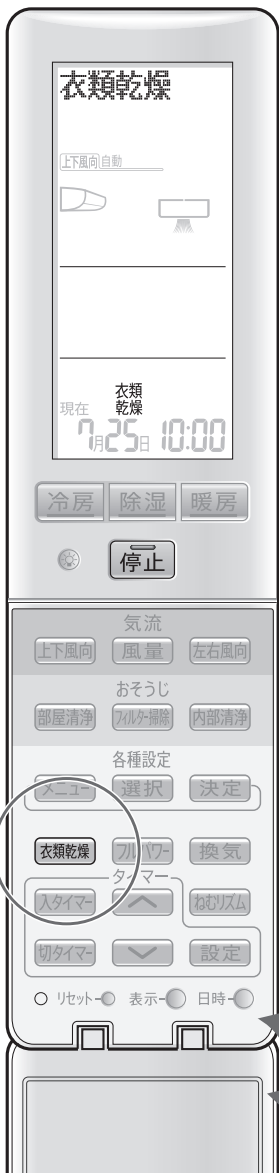 衣類乾燥
上下風向 自動
衣類
現在 乾燥
7月25日 10:00
冷房 除湿 暖房
停止
気流
上下風向 風量 左右風向
おそうじ
部屋清浄 フィルター掃除 内部清浄
各種設定
メニュー 選択 決定
衣類乾燥 フルパワー 換気
タイマー
入タイマー ねむリズム
切タイマー 設定
リセット 表示 日時